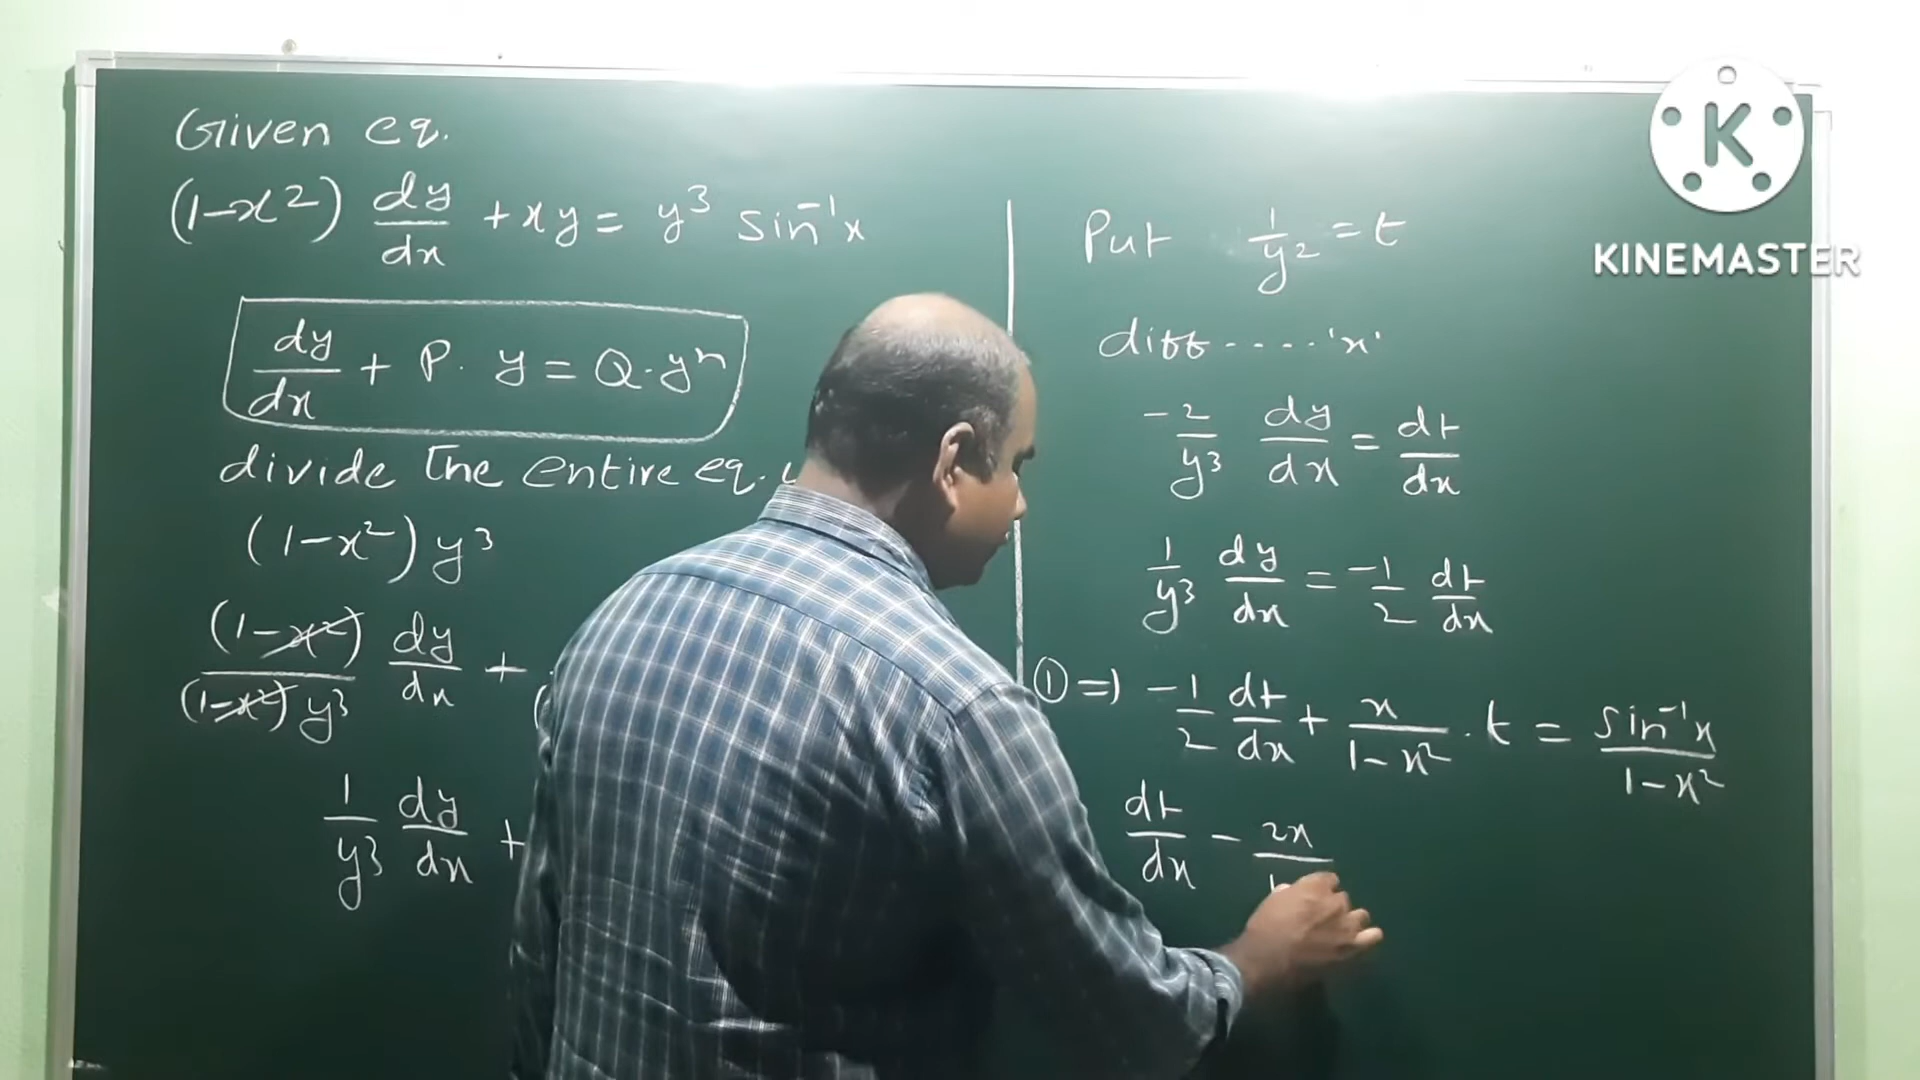 Given eq.
(1-x²) dy/dx + xy = y³ sin⁻¹x
dy/dx + P. y = Q.yⁿ
divide the entire eq.
(1-x²) y³
(1-x²)/(1-x²) y³ dy/dx +
1/y³ dy/dx +
Put 1/y² = t
diff.....'x'
-2/y³ dy/dx = dt/dx
1/y³ dy/dx = -1/2 dt/dx
① => -1/2 dt/dx + x/1-x² . t = sin⁻¹x/1-x²
dt/dx - 2x/1
K
KINEMASTER